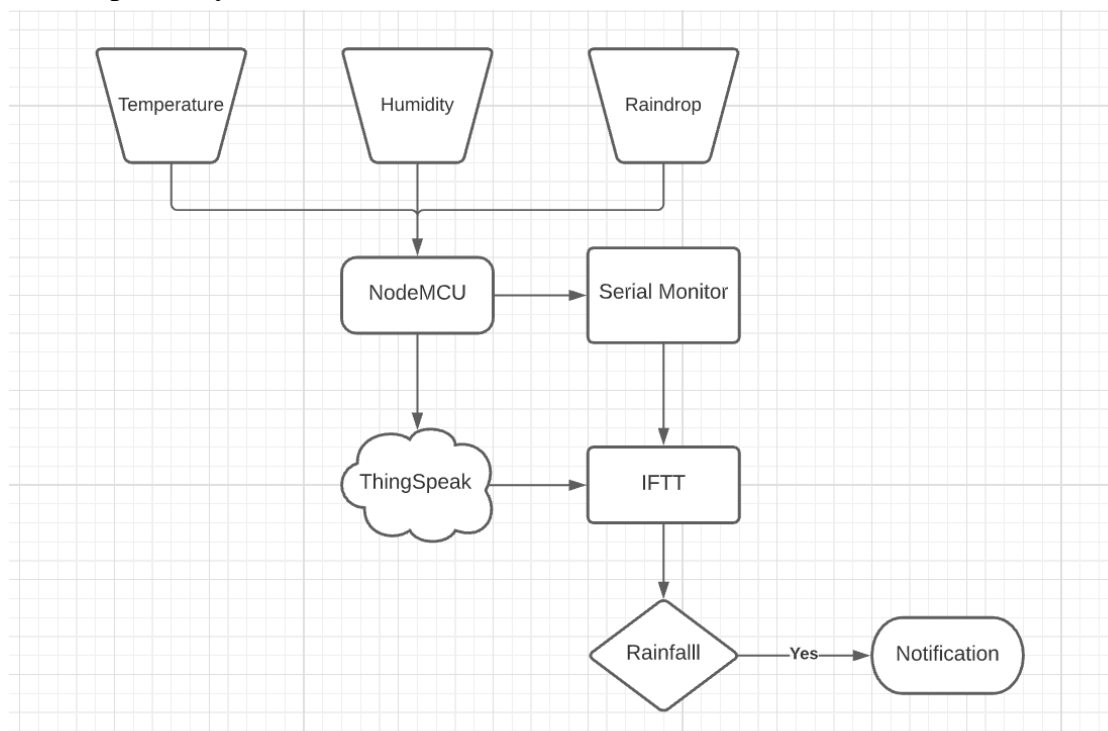 Temperature
Humidity
Raindrop
NodeMCU
Serial Monitor
ThingSpeak
IFTT
Rainfalll
Yes
Notification